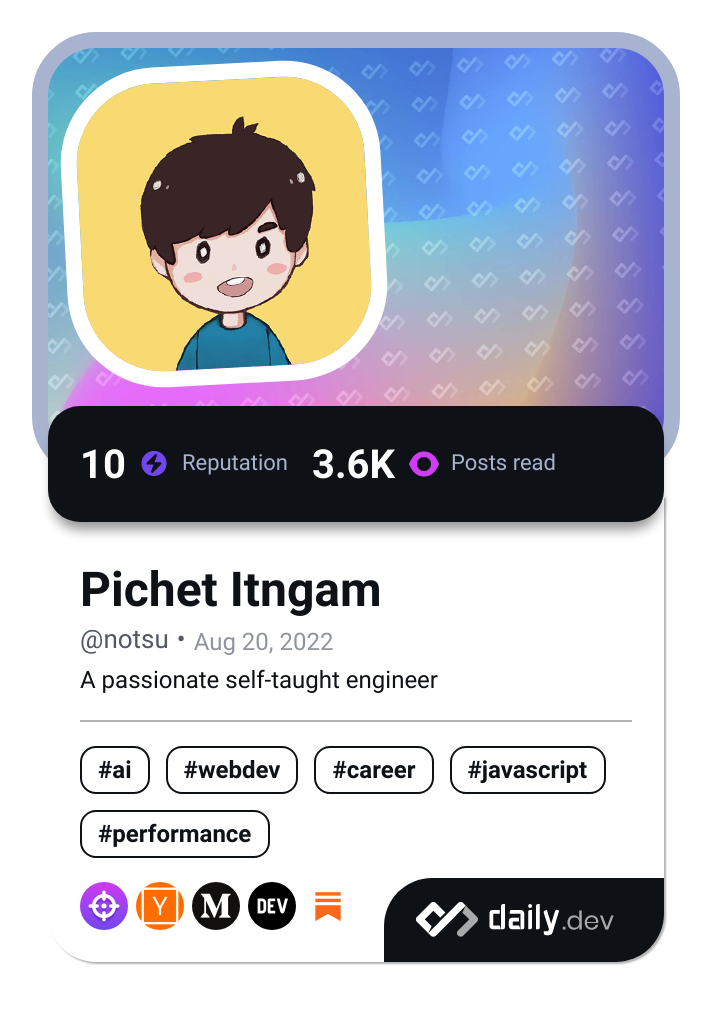 10 Reputation 3.6K Posts read
Pichet Itngam
@notsu • Aug 20, 2022
A passionate self-taught engineer
#ai #webdev #career #javascript
#performance
Y M DEV daily.dev